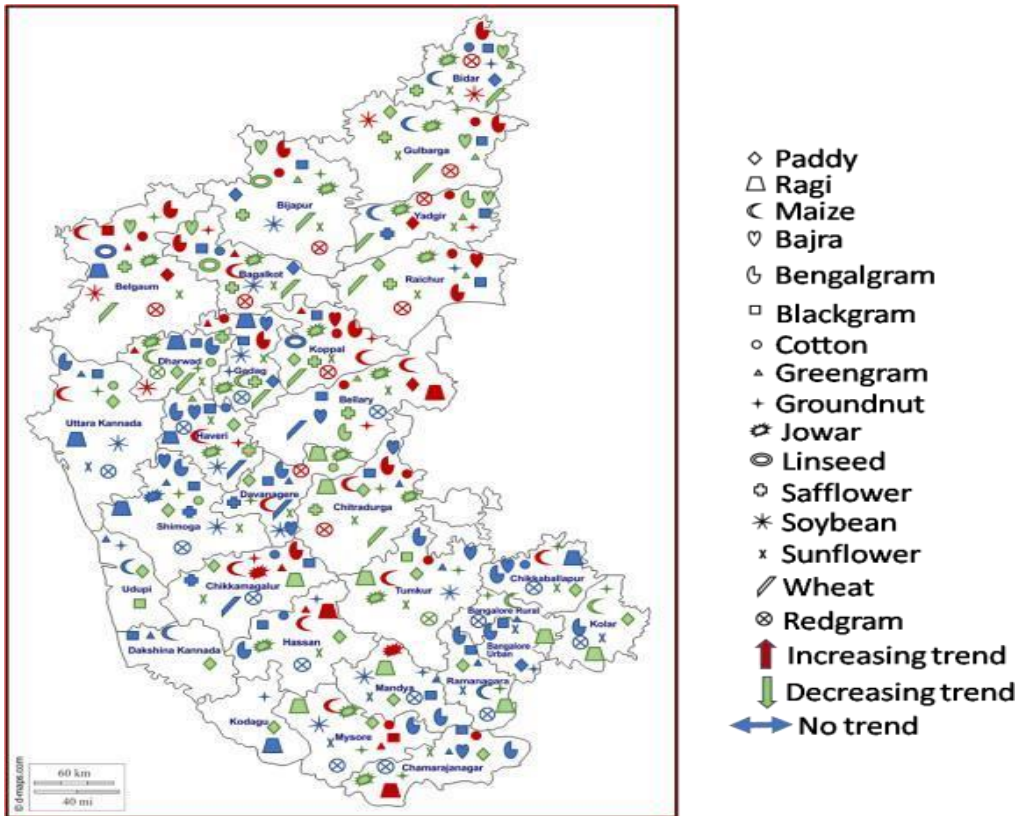 Bidar
Gulbarga
Bijapur
Yadgir
Bagalkot
Raichur
Belgaum
Koppal
Dharwad
Gadag
Bellary
Uttara Kannada
Haveri
Davanagere
Chitradurga
Shimoga
Chikkamagalur
Chikkaballapur
Udupi
Tumkur
Bangalore Rural
Kolar
Hassan
Bangalore
Urban
Dakshina Kannada
Ramanagara
Mandya
Kodagu
Mysore
Chamarajanagar
60 km
40 mi
© d-maps.com
Paddy
Ragi
Maize
Bajra
Bengalgram
Blackgram
Cotton
Greengram
Groundnut
Jowar
Linseed
Safflower
Soybean
Sunflower
Wheat
Redgram
Increasing trend
Decreasing trend
No trend